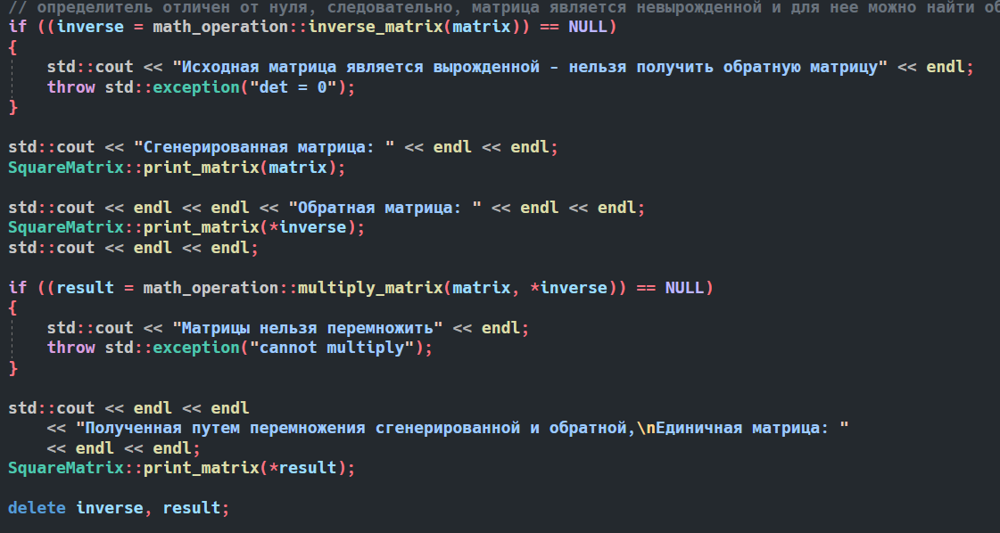 // определитель отличен от нуля, следовательно, матрица является невырожденной и для нее можно найти
if ((inverse = math_operation::inverse_matrix(matrix)) == NULL)
{
    std::cout << "Исходная матрица является вырожденной - нельзя получить обратную матрицу" << endl;
    throw std::exception("det = 0");
}
std::cout << "Сгенерированная матрица: " << endl << endl;
SquareMatrix::print_matrix(matrix);
std::cout << endl << endl << "Обратная матрица: " << endl << endl;
SquareMatrix::print_matrix(*inverse);
std::cout << endl << endl;
if ((result = math_operation::multiply_matrix(matrix, *inverse)) == NULL)
{
    std::cout << "Матрицы нельзя перемножить" << endl;
    throw std::exception("cannot multiply");
}
std::cout << endl << endl
    << "Полученная путем перемножения сгенерированной и обратной,\nЕдиничная матрица: "
    << endl << endl;
SquareMatrix::print_matrix(*result);
delete inverse, result;